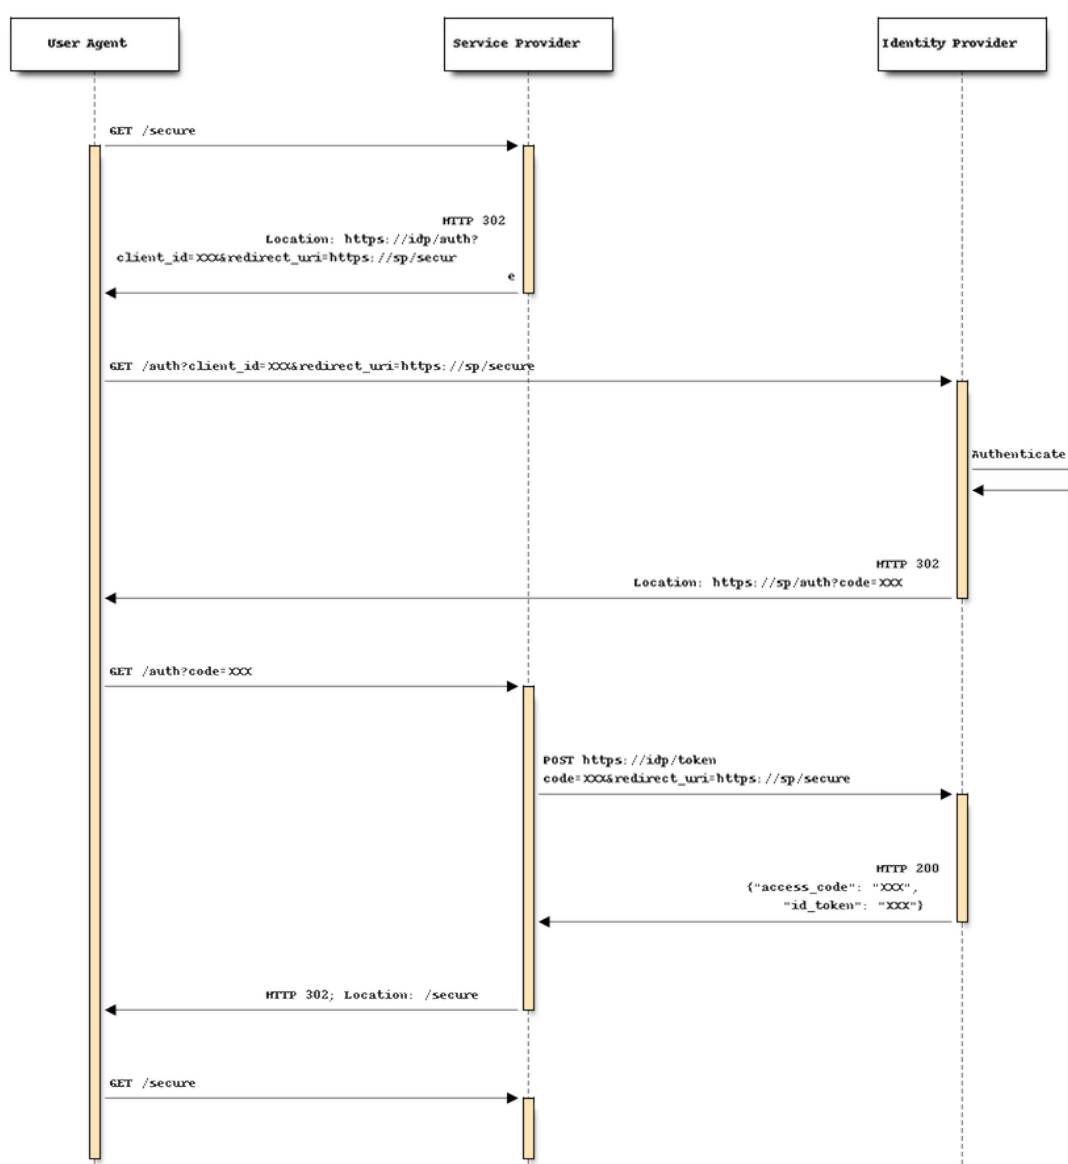 User Agent
Service Provider
Identity Provider
GET /secure
HTTP 302
Location: https://idp/auth?
client_id=XXX&redirect_uri=https://sp/secur
e
GET /auth?client_id=XXX&redirect_uri=https://sp/secure
Authenticate
HTTP 302
Location: https://sp/auth?code=XXX
GET /auth?code=XXX
POST https://idp/token
code=XXX&redirect_uri=https://sp/secure
HTTP 200
{"access_code": "XXX",
"id_token": "XXX"}
HTTP 302; Location: /secure
GET /secure